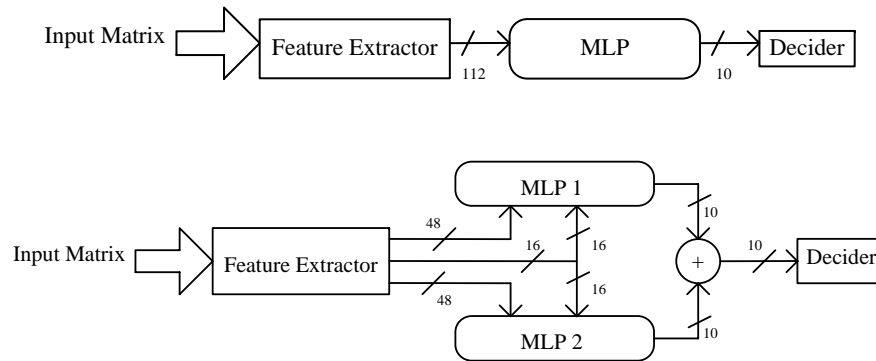 Input Matrix
Feature Extractor
112
MLP
10
Decider
MLP 1
10
48
Input Matrix
Feature Extractor
16
16
16
48
+
10
Decider
MLP 2
10